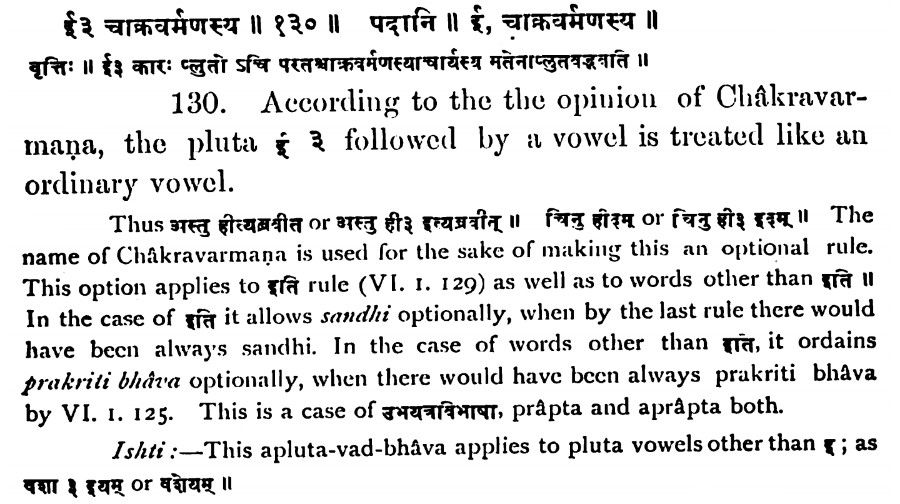 ई३ चाक्रवर्मणस्य ॥ १३० ॥ पदानि ॥ ई, चाक्रवर्मणस्य ॥
वृत्तिः ॥ ई३ कारः प्लुतो ऽचि परतश्चाक्रवर्मणस्याचार्यस्य मतेनाप्लुतवद्भवति ॥
130. According to the the opinion of Châkravar-
maṇa, the pluta ई ३ followed by a vowel is treated like an
ordinary vowel.
Thus अस्तु हीत्यब्रवीत or अस्तु ही३ इत्यब्रवीत् ॥ चिनु हीदम् or चिनु ही३ इदम् ॥ The
name of Châkravarmaṇa is used for the sake of making this an optional rule.
This option applies to इति rule (VI. 1. 129) as well as to words other than इति ॥
In the case of इति it allows sandhi optionally, when by the last rule there would
have been always sandhi. In the case of words other than इति, it ordains
prakriti bhâva optionally, when there would have been always prakriti bhâva
by VI. 1. 125. This is a case of उभयत्रविभाषा, prâpta and aprâpta both.
Ishti :—This apluta-vad-bhâva applies to pluta vowels other than इ ; as
वशा ३ इयम् or वशेयम् ॥